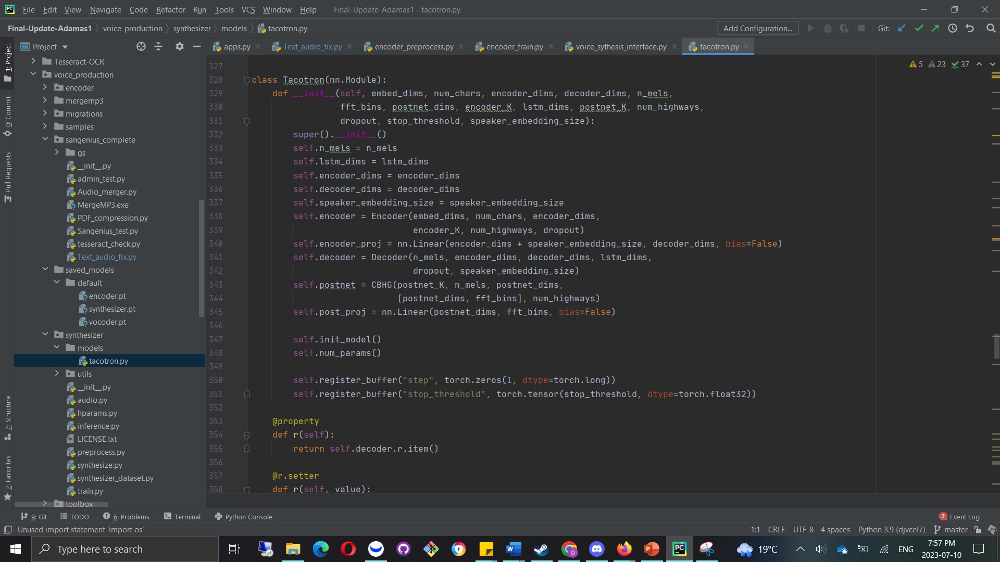 File Edit View Navigate Code Refactor Run Tools VCS Window Help Final-Update-Adamas1 - tacotron.py
Final-Update-Adamas1 voice_production synthesizer models tacotron.py Add Configuration... Git:
Project apps.py Text_audio_fix.py encoder_preprocess.py encoder_train.py voice_sythesis_interface.py tacotron.py
1: Project
0: Commit
Pull Requests
7: Structure
2: Favorites
Tesseract-OCR
voice_production
encoder
mergemp3
migrations
samples
sangenius_complete
gs
__init__.py
admin_test.py
Audio_merger.py
MergeMP3.exe
PDF_compression.py
Sangenius_test.py
tesseract_check.py
Text_audio_fix.py
saved_models
default
encoder.pt
synthesizer.pt
vocoder.pt
synthesizer
models
tacotron.py
utils
__init__.py
audio.py
hparams.py
inference.py
LICENSE.txt
preprocess.py
synthesize.py
synthesizer_dataset.py
train.py
toolbox
5 23 37
327
328 class Tacotron(nn.Module):
329 def __init__(self, embed_dims, num_chars, encoder_dims, decoder_dims, n_mels,
330 fft_bins, postnet_dims, encoder_K, lstm_dims, postnet_K, num_highways,
331 dropout, stop_threshold, speaker_embedding_size):
332 super().__init__()
333 self.n_mels = n_mels
334 self.lstm_dims = lstm_dims
335 self.encoder_dims = encoder_dims
336 self.decoder_dims = decoder_dims
337 self.speaker_embedding_size = speaker_embedding_size
338 self.encoder = Encoder(embed_dims, num_chars, encoder_dims,
339 encoder_K, num_highways, dropout)
340 self.encoder_proj = nn.Linear(encoder_dims + speaker_embedding_size, decoder_dims, bias=False)
341 self.decoder = Decoder(n_mels, encoder_dims, decoder_dims, lstm_dims,
342 dropout, speaker_embedding_size)
343 self.postnet = CBHG(postnet_K, n_mels, postnet_dims,
344 [postnet_dims, fft_bins], num_highways)
345 self.post_proj = nn.Linear(postnet_dims, fft_bins, bias=False)
346
347 self.init_model()
348 self.num_params()
349
350 self.register_buffer("step", torch.zeros(1, dtype=torch.long))
351 self.register_buffer("stop_threshold", torch.tensor(stop_threshold, dtype=torch.float32))
352
353 @property
354 def r(self):
355 return self.decoder.r.item()
356
357 @r.setter
358 def r(self, value):
9: Git TODO 6: Problems Terminal Python Console 2 Event Log
Unused import statement 'import os' 1:1 CRLF UTF-8 4 spaces Python 3.9 (djvcel7) master
Type here to search 19°C ENG 7:57 PM
2023-07-10